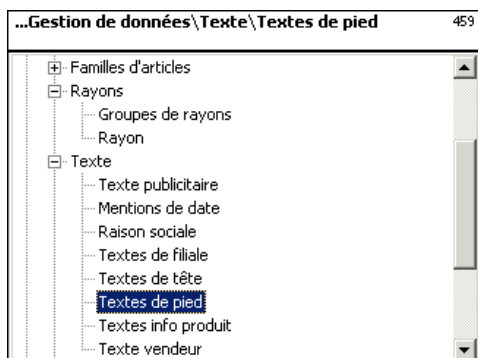 ...Gestion de données\Texte\Textes de pied 459
Familles d'articles
Rayons
Groupes de rayons
Rayon
Texte
Texte publicitaire
Mentions de date
Raison sociale
Textes de filiale
Textes de tête
Textes de pied
Textes info produit
Texte vendeur